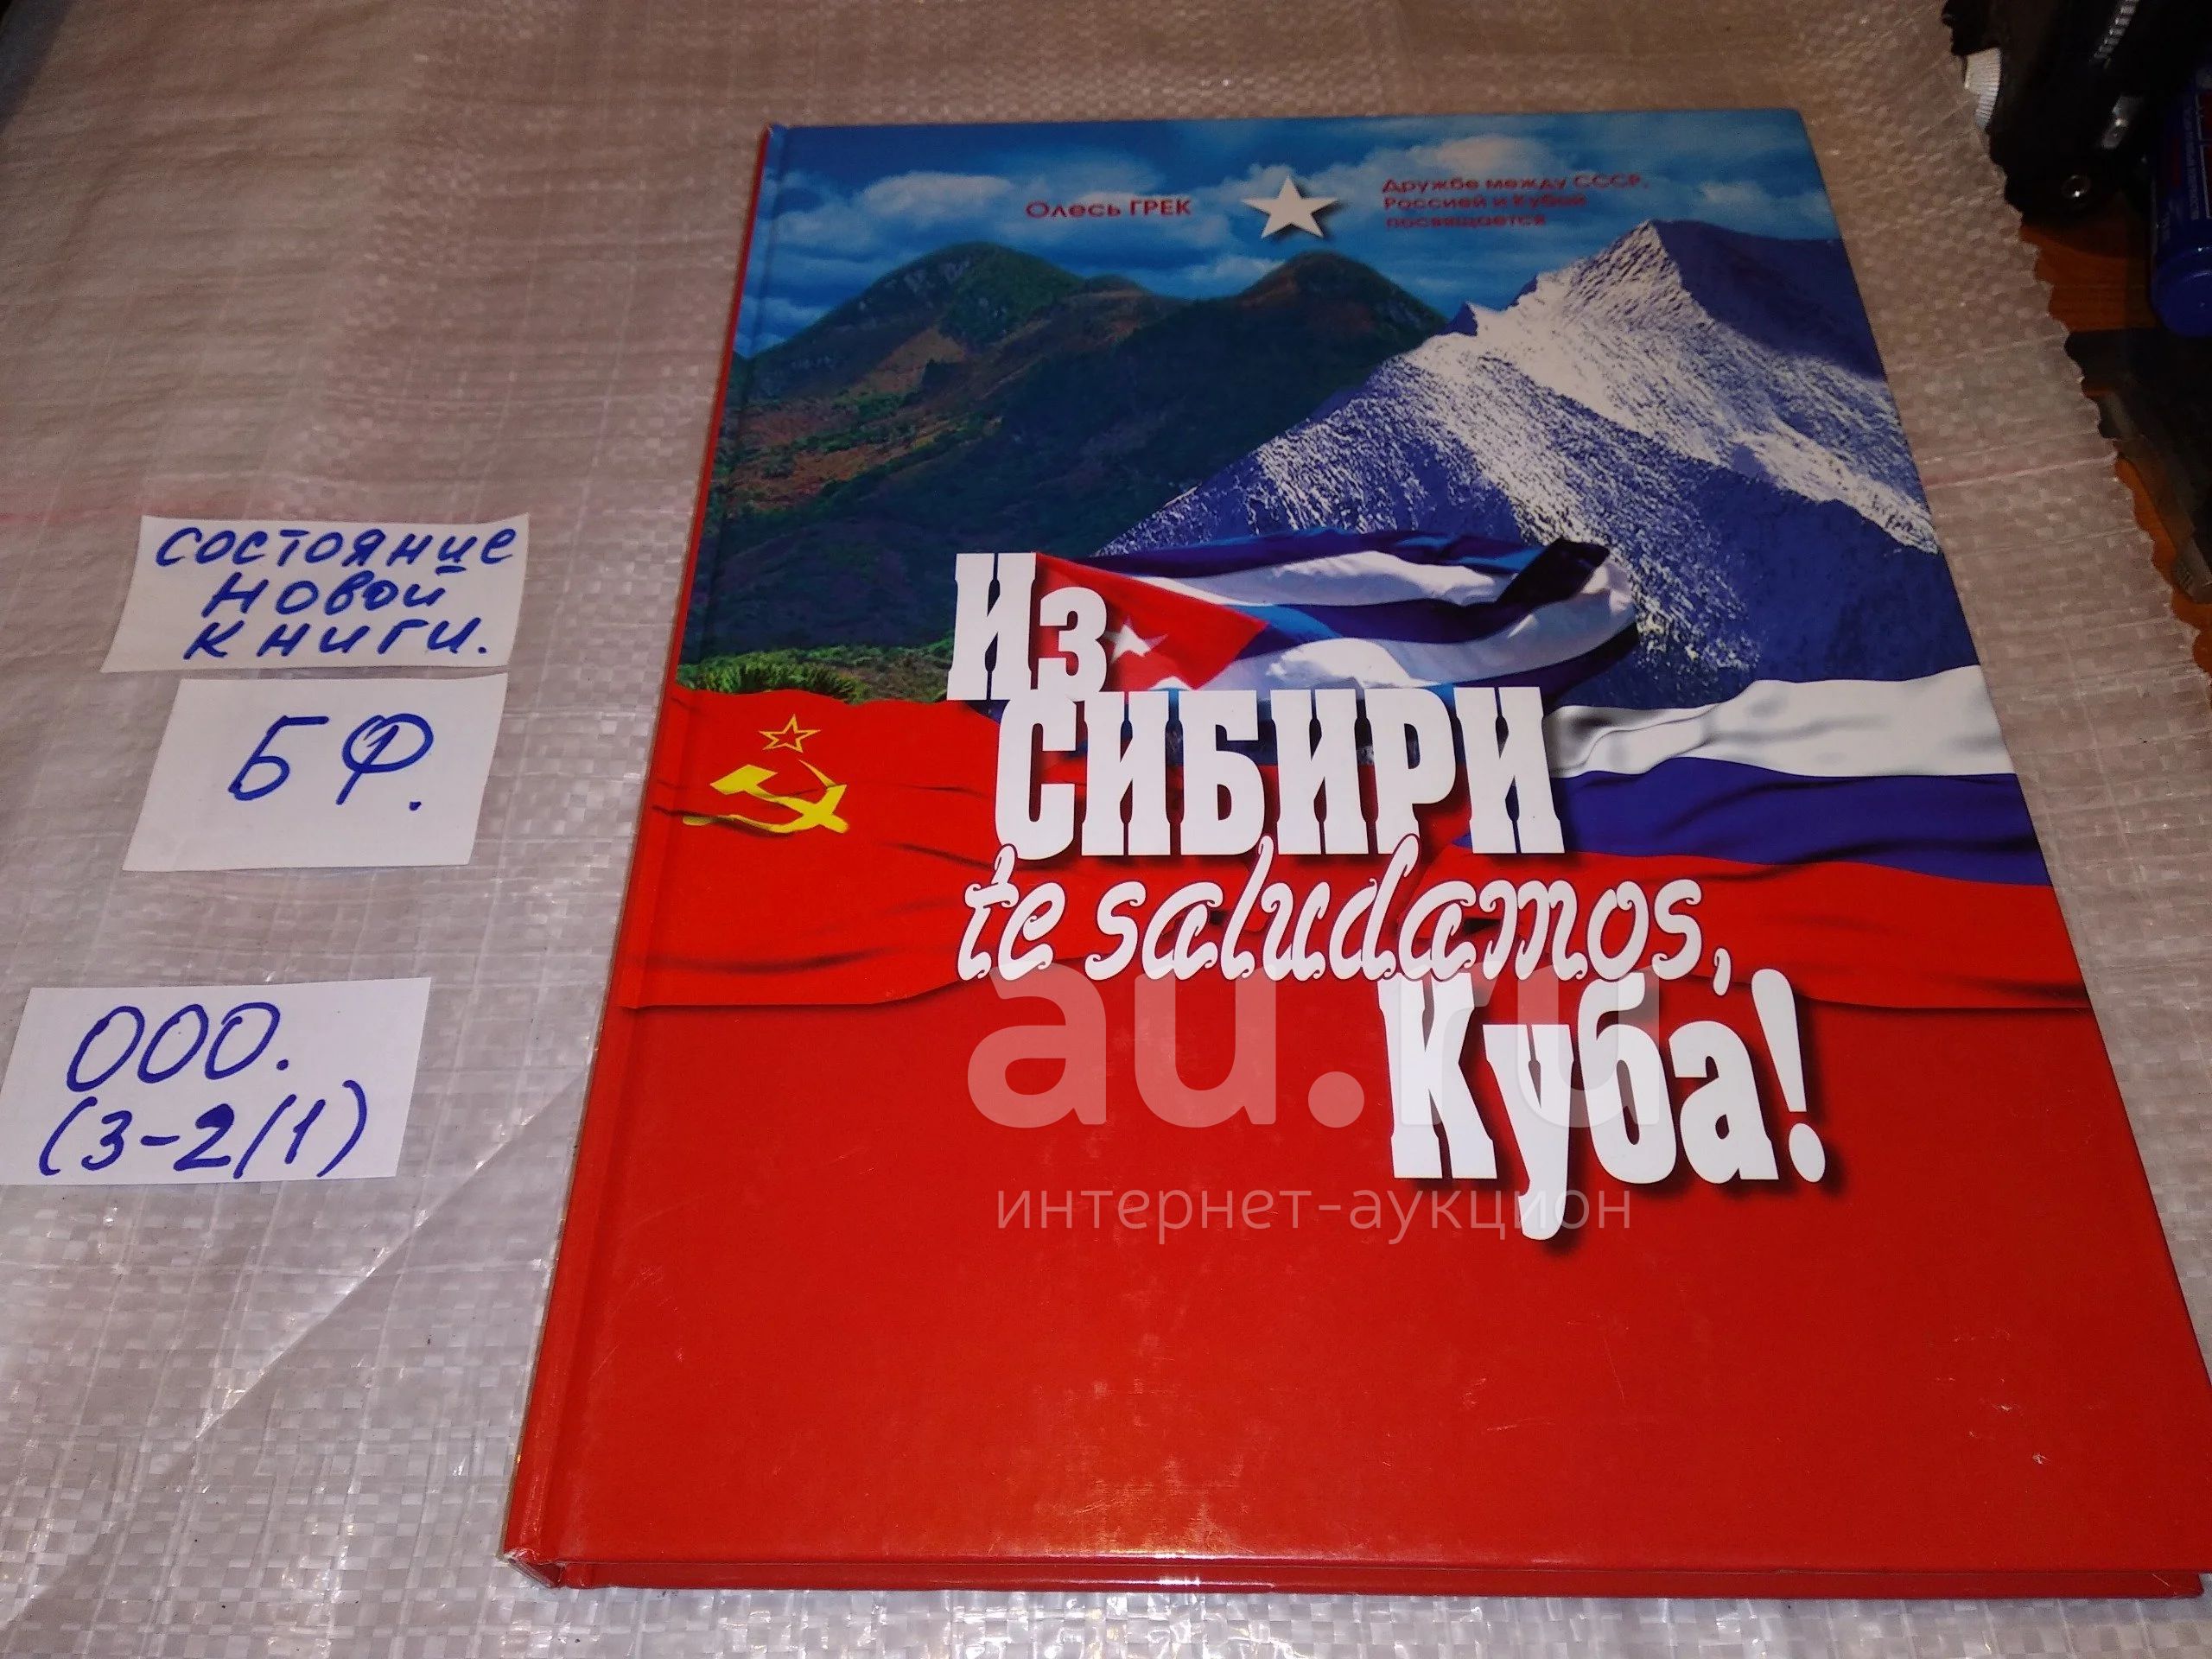 Олесь ГРЕК
Дружбе между СССР,
Россией и Кубой
посвящается
Из
СИБИРИ
te saludamos,
Куба!
au.ru
интернет-аукцион
состояние
новой
книги.
БФ.
000.
(3-2/1)